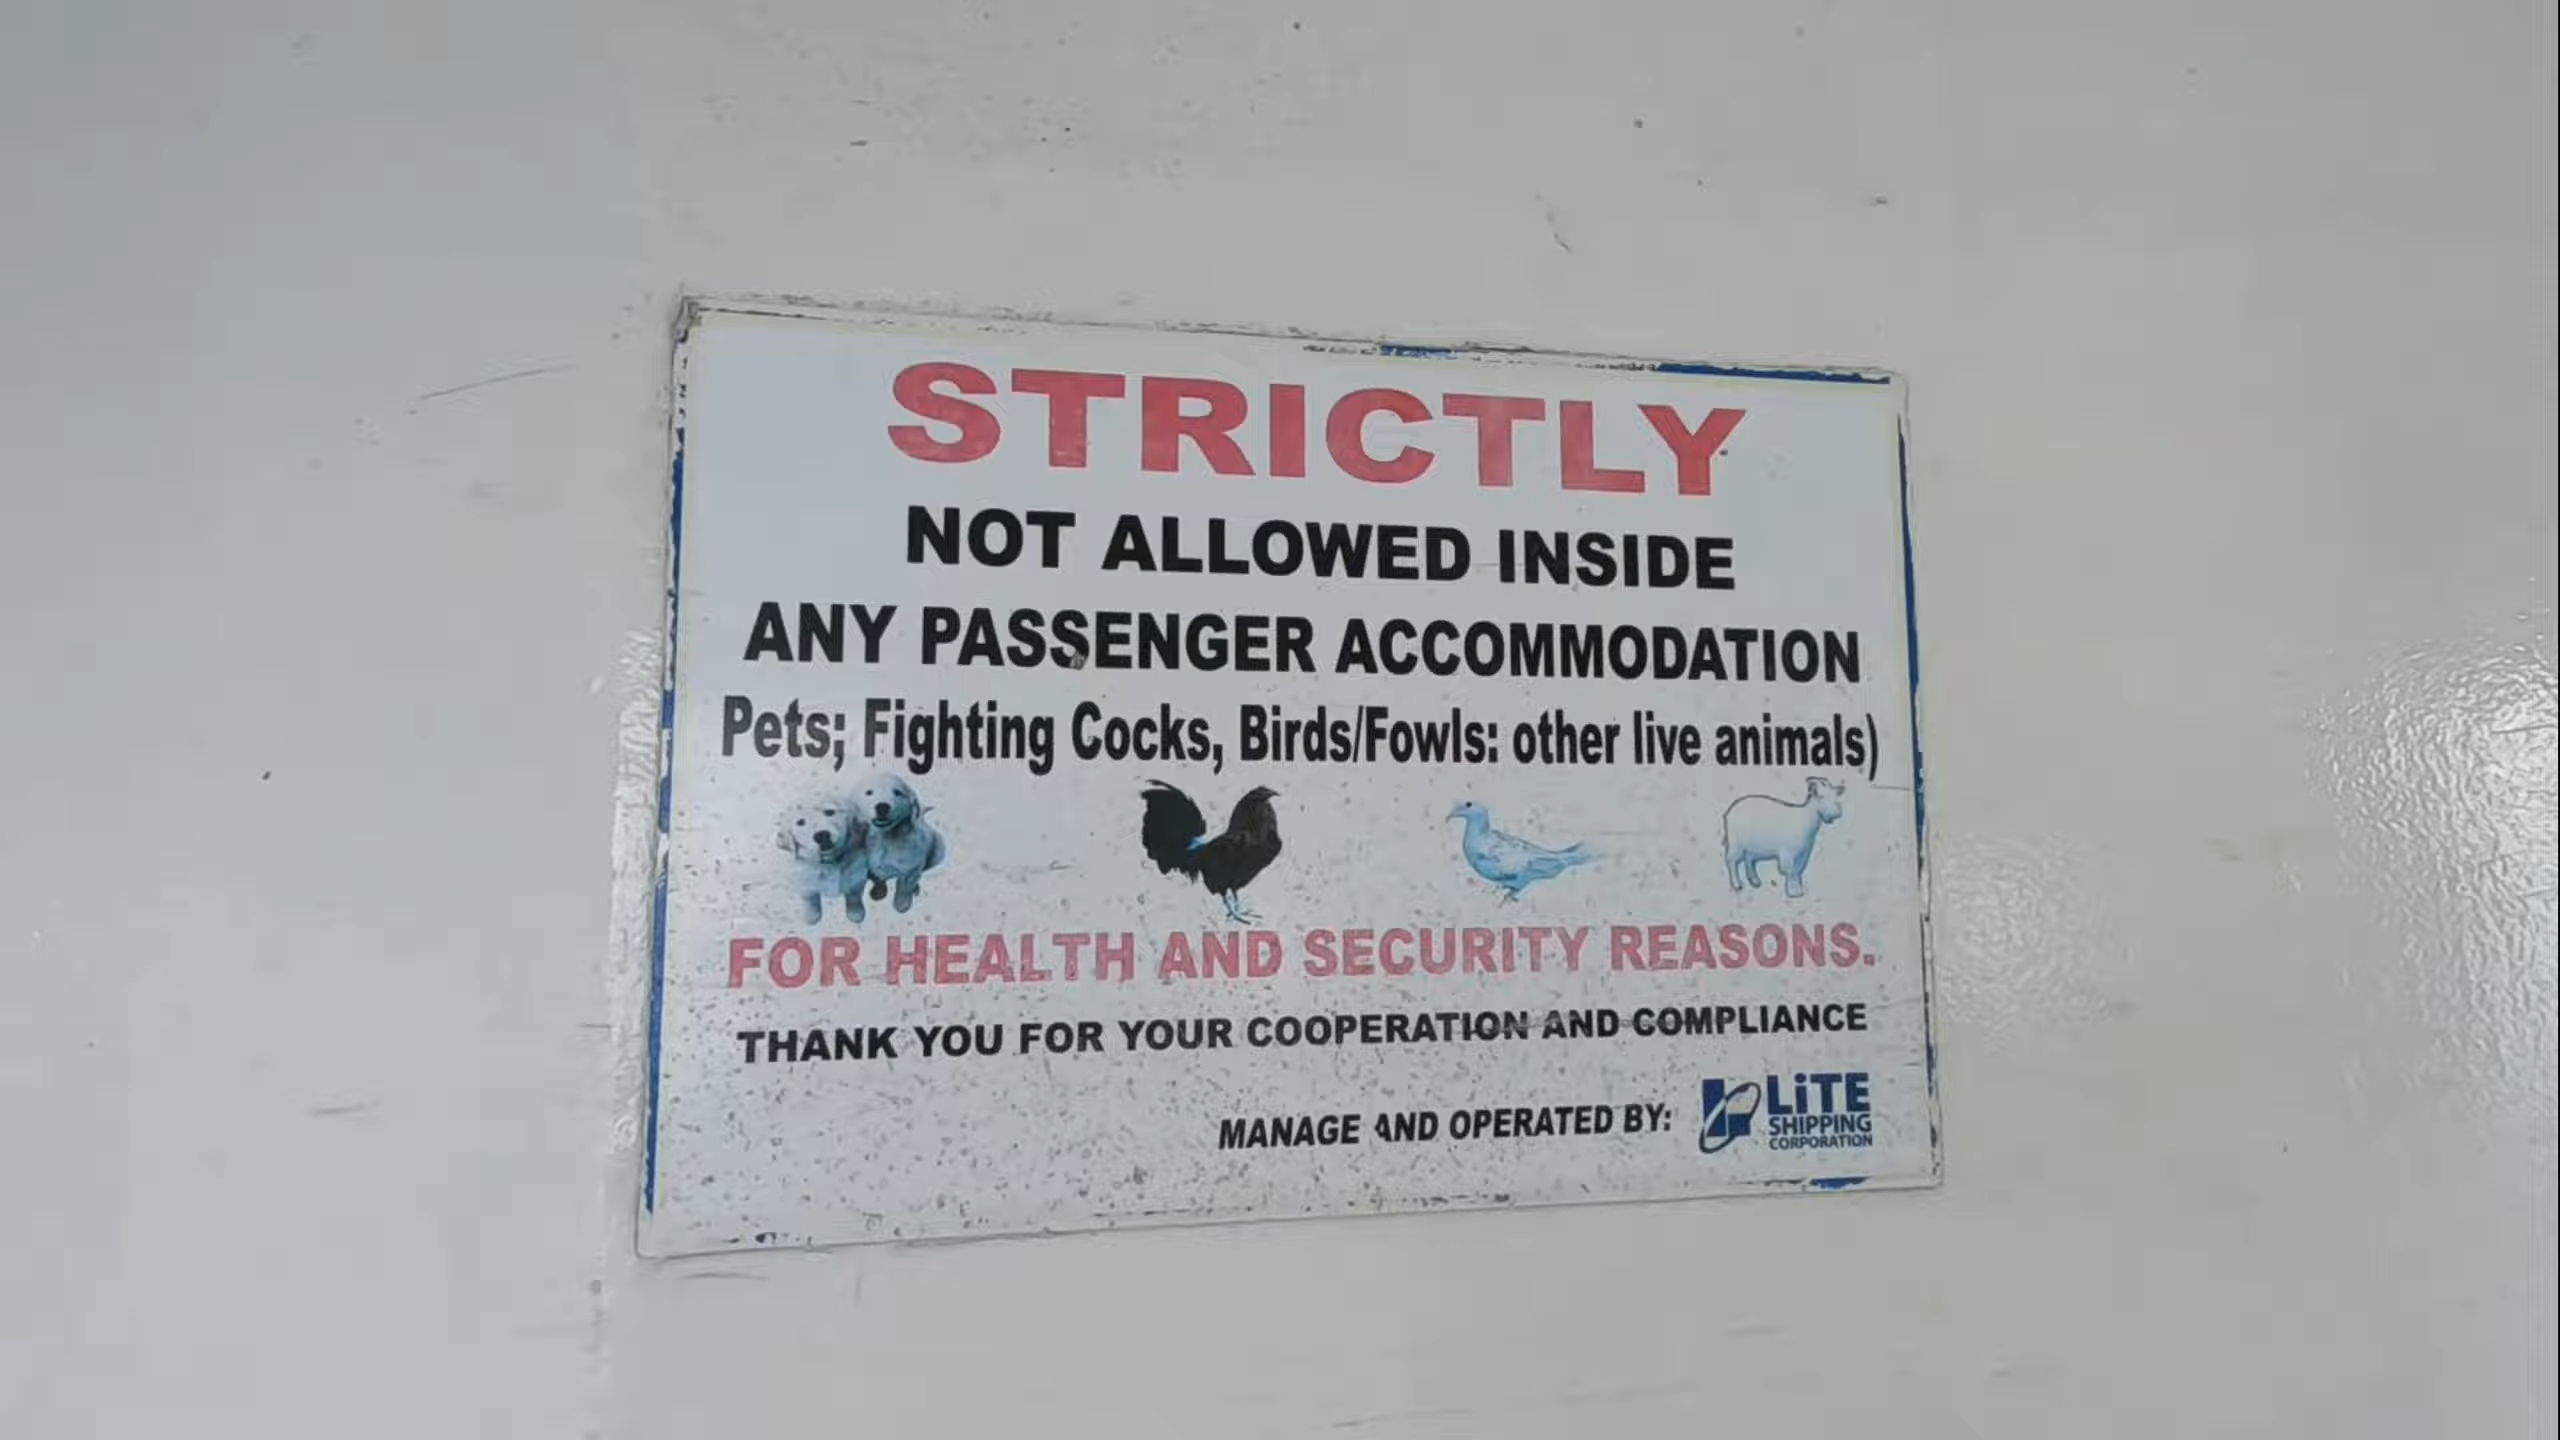 STRICTLY
NOT ALLOWED INSIDE
ANY PASSENGER ACCOMMODATION
Pets; Fighting Cocks, Birds/Fowls: other live animals)
FOR HEALTH AND SECURITY REASONS.
THANK YOU FOR YOUR COOPERATION AND COMPLIANCE
MANAGE AND OPERATED BY:
LiTE
SHIPPING
CORPORATION